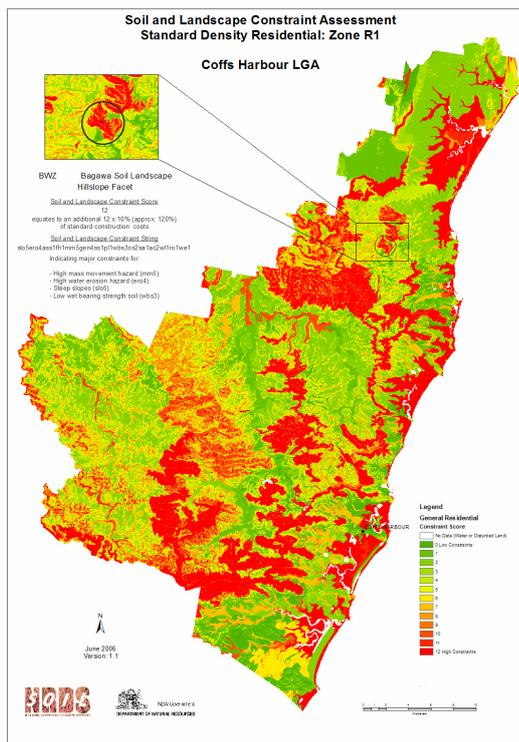 Soil and Landscape Constraint Assessment
Standard Density Residential: Zone R1
Coffs Harbour LGA
BWZ Bagawa Soil Landscape
Hillslope Facet
Soil and Landscape Constraint Score
12
equates to an additional 12 x 10% (approx. 120%)
of standard construction costs
Soil and Landscape Constraint String
Indicating major constraints for:
- High mass movement hazard (mm5)
- High water erosion hazard (ero4)
- Steep slopes (slo5)
- Low wet bearing strength soil (wbs3)
HARBOUR
Legend
General Residential
Constraint Score
No Data (Water or Disturbed Land)
0 Low Constraints
1
2
3
4
5
6
7
8
9
10
11
12 High Constraints
N
June 2006
Version: 1.1
DEPARTMENT OF NATURAL RESOURCES